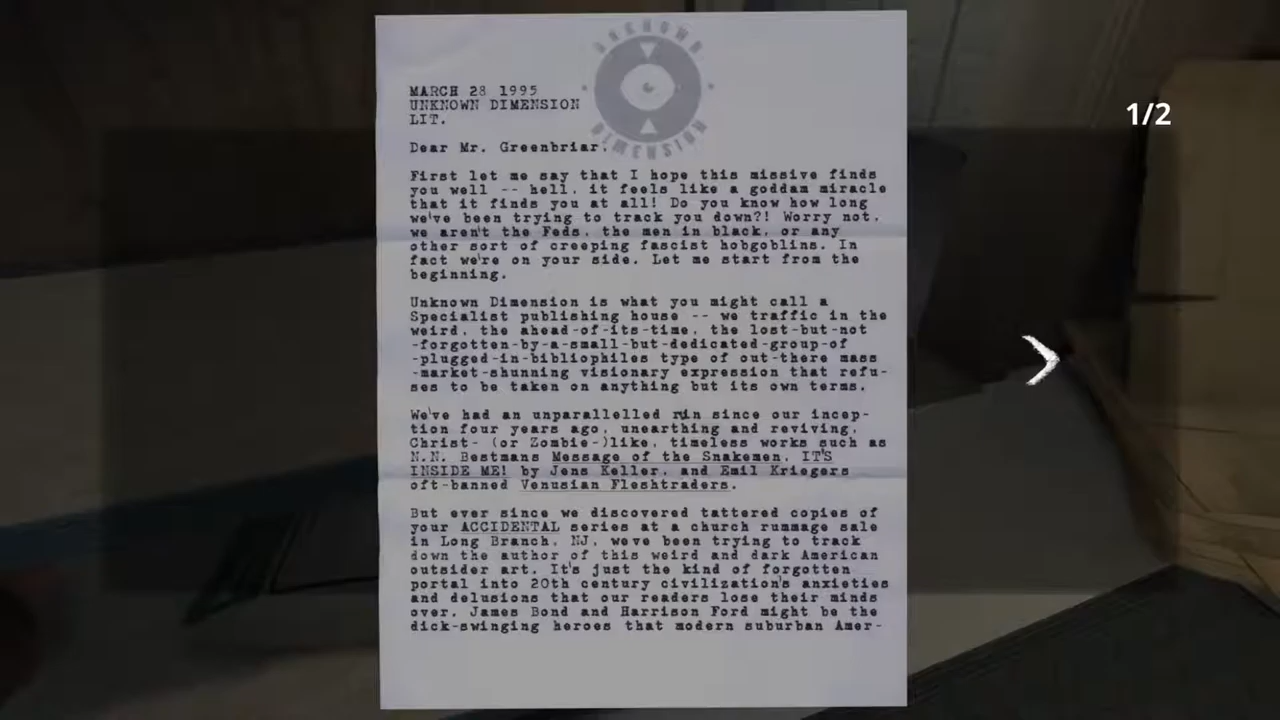 UNKNOWN
DIMENSION
1/2
MARCH 28 1995
UNKNOWN DIMENSION
LIT.
Dear Mr. Greenbriar,
First let me say that I hope this missive finds
you well -- hell, it feels like a goddam miracle
that it finds you at all! Do you know how long
we've been trying to track you down?! Worry not,
we aren't the Feds, the men in black, or any
other sort of creeping fascist hobgoblins. In
fact we're on your side. Let me start from the
beginning.
Unknown Dimension is what you might call a
Specialist publishing house -- we traffic in the
weird, the ahead-of-its-time, the lost-but-not
-forgotten-by-a-small-but-dedicated-group-of
-plugged-in-bibliophiles type of out-there mass
-market-shunning visionary expression that refu-
ses to be taken on anything but its own terms.
We've had an unparallelled run since our incep-
tion four years ago, unearthing and reviving,
Christ- (or Zombie-)like, timeless works such as
N.N. Bestmans Message of the Snakemen, IT'S
INSIDE ME! by Jens Keller, and Emil Kriegers
oft-banned Venusian Fleshtraders.
But ever since we discovered tattered copies of
your ACCIDENTAL series at a church rummage sale
in Long Branch, NJ, we've been trying to track
down the author of this weird and dark American
outsider art. It's just the kind of forgotten
portal into 20th century civilization's anxieties
and delusions that our readers lose their minds
over. James Bond and Harrison Ford might be the
dick-swinging heroes that modern suburban Amer-